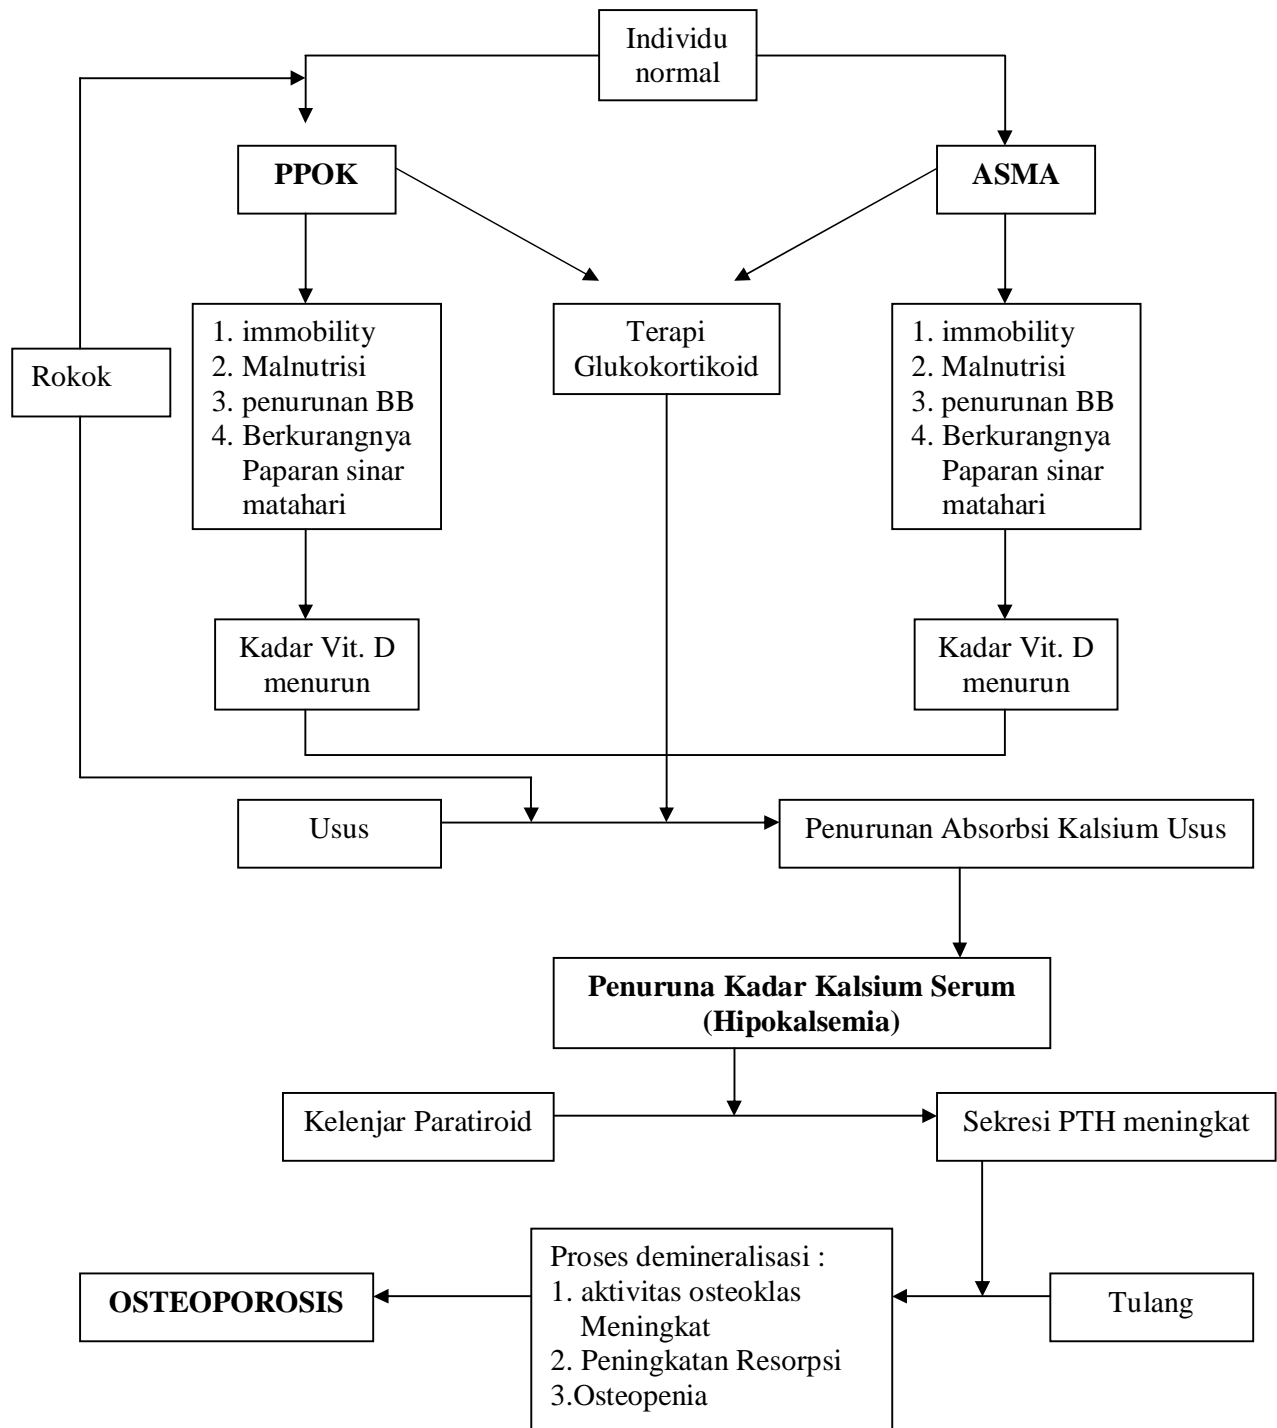 Individu
normal
PPOK
ASMA
Rokok
1. immobility
2. Malnutrisi
3. penurunan BB
4. Berkurangnya
Paparan sinar
matahari
Terapi
Glukokortikoid
1. immobility
2. Malnutrisi
3. penurunan BB
4. Berkurangnya
Paparan sinar
matahari
Kadar Vit. D
menurun
Kadar Vit. D
menurun
Usus
Penurunan Absorbsi Kalsium Usus
Penuruna Kadar Kalsium Serum
(Hipokalsemia)
Kelenjar Paratiroid
Sekresi PTH meningkat
OSTEOPOROSIS
Proses demineralisasi :
1. aktivitas osteoklas
Meningkat
2. Peningkatan Resorpsi
3.Osteopenia
Tulang